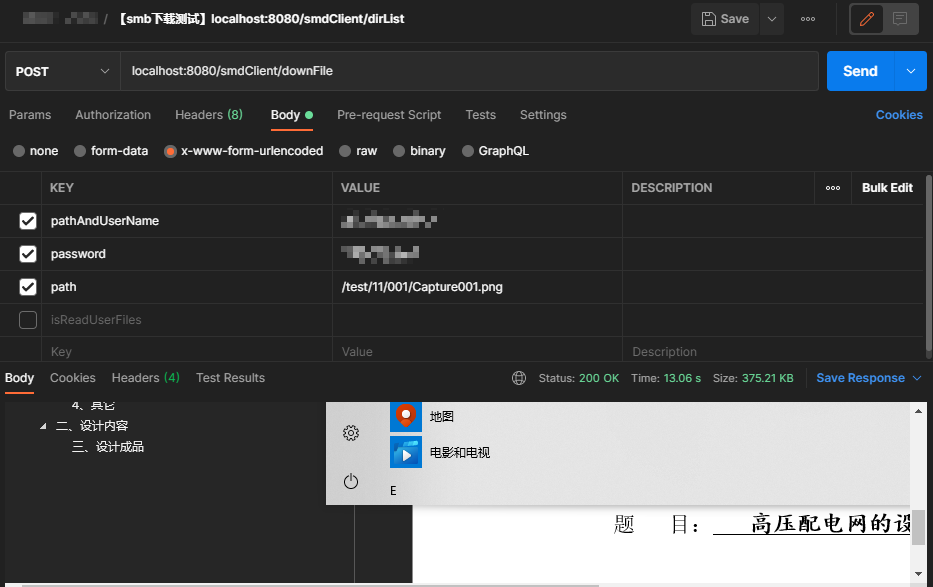 / 【smb下载测试】localhost:8080/smdClient/dirList Save
POST localhost:8080/smdClient/downFile Send
Params Authorization Headers (8) Body Pre-request Script Tests Settings Cookies
none form-data x-www-form-urlencoded raw binary GraphQL
KEY VALUE DESCRIPTION Bulk Edit
pathAndUserName
password
path /test/11/001/Capture001.png
isReadUserFiles
Key Value Description
Body Cookies Headers (4) Test Results Status: 200 OK Time: 13.06 s Size: 375.21 KB Save Response
4、其它
二、设计内容
三、设计成品
地图
电影和电视
E
题 目: 高压配电网的设